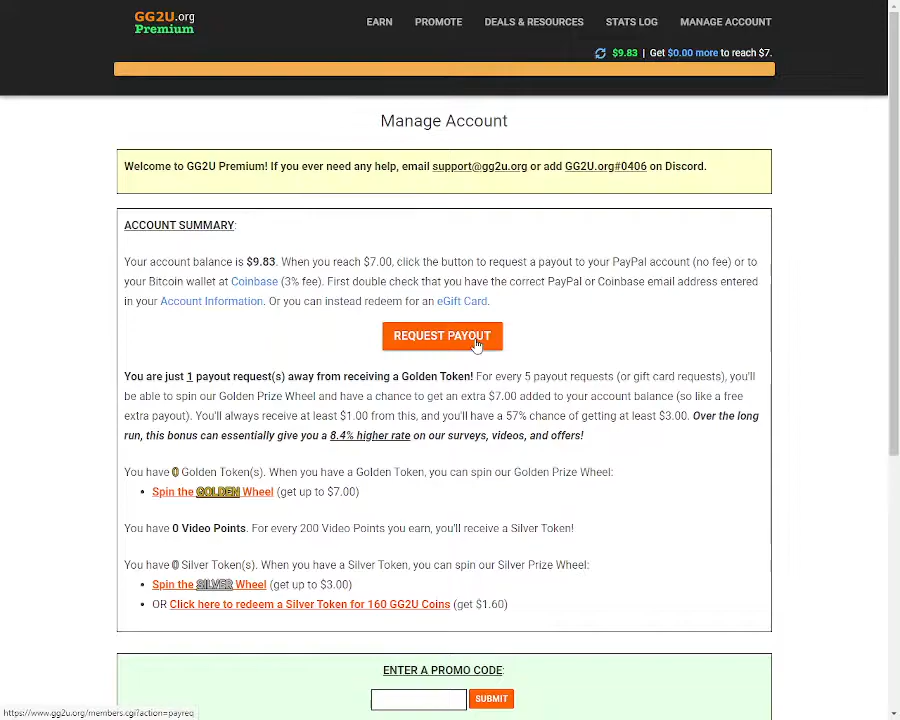 GG2U.org
Premium
EARN PROMOTE DEALS & RESOURCES STATS LOG MANAGE ACCOUNT
$9.83 | Get $0.00 more to reach $7.
Manage Account
Welcome to GG2U Premium! If you ever need any help, email support@gg2u.org or add GG2U.org#0406 on Discord.
ACCOUNT SUMMARY:
Your account balance is $9.83. When you reach $7.00, click the button to request a payout to your PayPal account (no fee) or to
your Bitcoin wallet at Coinbase (3% fee). First double check that you have the correct PayPal or Coinbase email address entered
in your Account Information. Or you can instead redeem for an eGift Card.
REQUEST PAYOUT
You are just 1 payout request(s) away from receiving a Golden Token! For every 5 payout requests (or gift card requests), you'll
be able to spin our Golden Prize Wheel and have a chance to get an extra $7.00 added to your account balance (so like a free
extra payout). You'll always receive at least $1.00 from this, and you'll have a 57% chance of getting at least $3.00. Over the long
run, this bonus can essentially give you a 8.4% higher rate on our surveys, videos, and offers!
You have 0 Golden Token(s). When you have a Golden Token, you can spin our Golden Prize Wheel:
• Spin the GOLDEN Wheel (get up to $7.00)
You have 0 Video Points. For every 200 Video Points you earn, you'll receive a Silver Token!
You have 0 Silver Token(s). When you have a Silver Token, you can spin our Silver Prize Wheel:
• Spin the SILVER Wheel (get up to $3.00)
• OR Click here to redeem a Silver Token for 160 GG2U Coins (get $1.60)
ENTER A PROMO CODE:
SUBMIT
https://www.gg2u.org/members.cgi?action=payreq